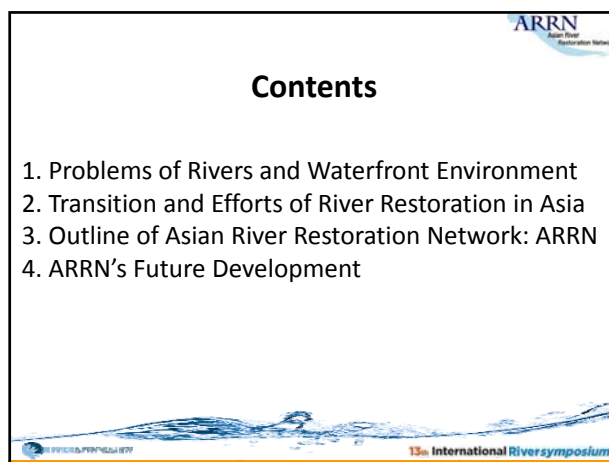 ARRN
Asian River
Restoration Network
Contents
1. Problems of Rivers and Waterfront Environment
2. Transition and Efforts of River Restoration in Asia
3. Outline of Asian River Restoration Network: ARRN
4. ARRN’s Future Development
13th International Riversymposium